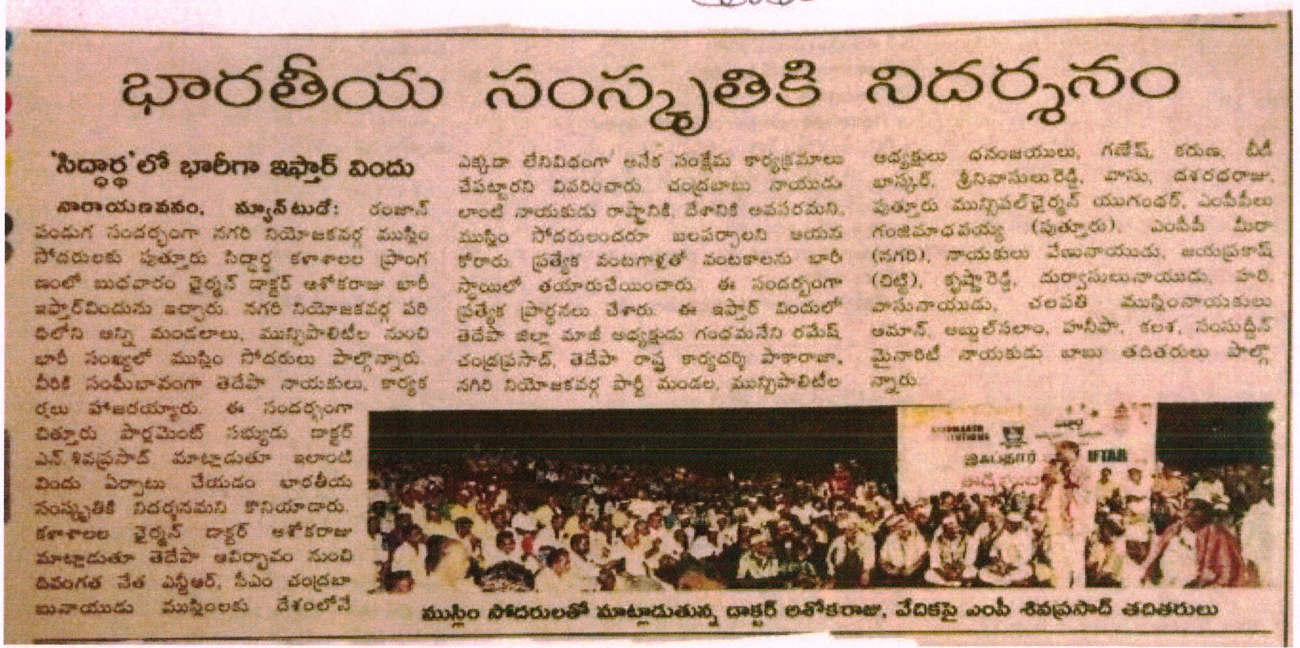 భారతీయ సంస్కృతికి నిదర్శనం
'సిద్ధార్థ'లో భారీగా ఇఫ్తార్ విందు
నారాయణవనం, న్యూస్‌టుడే: రంజాన్
పండుగ సందర్భంగా నగరి నియోజకవర్గ ముస్లిం
సోదరులకు పుత్తూరు సిద్ధార్థ కళాశాలల ప్రాంగ
ణంలో బుధవారం ఛైర్మన్ డాక్టర్ అశోకరాజు భారీ
ఇఫ్తార్‌విందును ఇచ్చారు. నగరి నియోజకవర్గ పరి
ధిలోని అన్ని మండలాలు, మున్సిపాలిటీల నుంచి
భారీ సంఖ్యలో ముస్లిం సోదరులు పాల్గొన్నారు.
వీరికి సంఘీబావంగా తెదేపా నాయకులు, కార్యక
ర్తలు హాజరయ్యారు. ఈ సందర్భంగా
చిత్తూరు పార్లమెంట్ సభ్యుడు డాక్టర్
ఎన్.శివప్రసాద్ మాట్లాడుతూ ఇలాంటి
విందు ఏర్పాటు చేయడం భారతీయ
సంస్కృతికి నిదర్శనమని కొనియాడారు.
కళాశాలల ఛైర్మన్ డాక్టర్ అశోకరాజు
మాట్లాడుతూ తెదేపా ఆవిర్భావం నుంచి
దివంగత నేత ఎన్టీఆర్, సీఎం చంద్రబా
బునాయుడు ముస్లింలకు దేశంలోనే
ఎక్కడా లేనివిధంగా అనేక సంక్షేమ కార్యక్రమాలు
చేపట్టారని వివరించారు. చంద్రబాబు నాయుడు
లాంటి నాయకుడు రాష్ట్రానికి, దేశానికి అవసరమని,
ముస్లిం సోదరులందరూ బలపర్చాలని ఆయన
కోరారు. ప్రత్యేక వంటగాళ్లతో వంటకాలను భారీ
స్థాయిలో తయారుచేయించారు. ఈ సందర్భంగా
ప్రత్యేక ప్రార్థనలు చేశారు. ఈ ఇఫ్తార్ విందులో
తెదేపా జిల్లా మాజీ అధ్యక్షుడు గంధమనేని రమేష్
చంద్రప్రసాద్, తెదేపా రాష్ట్ర కార్యదర్శి పాకారాజా,
నగిరి నియోజకవర్గ పార్టీ మండల, మున్సిపాలిటీల
అధ్యక్షులు ధనంజయులు, గణేష్, కరుణ, డీడీ
భాస్కర్, శ్రీనివాసులురెడ్డి, వాసు, దశరథరాజు,
పుత్తూరు మున్సిపల్‌ఛైర్మన్ యుగంధర్, ఎంపీపీలు
గంజిమాధవయ్య (పుత్తూరు), ఎంపీపీ మీరా
(నగరి), నాయకులు వేణునాయుడు, జయప్రకాష్
(చిట్టి), కృష్ణారెడ్డి, దుర్వాసులునాయుడు, హరి,
వాసునాయుడు, చలపతి ముస్లింనాయకులు
అమాన్, అబ్దుల్‌సలాం, హనీఫా, కలశ, సంసుద్దీన్
మైనారిటీ నాయకుడు బాబు తదితరులు పాల్గొ
న్నారు.
IFTAR
ముస్లిం సోదరులతో మాట్లాడుతున్న డాక్టర్ అశోకరాజు, వేదికపై ఎంపీ శివప్రసాద్ తదితరులు